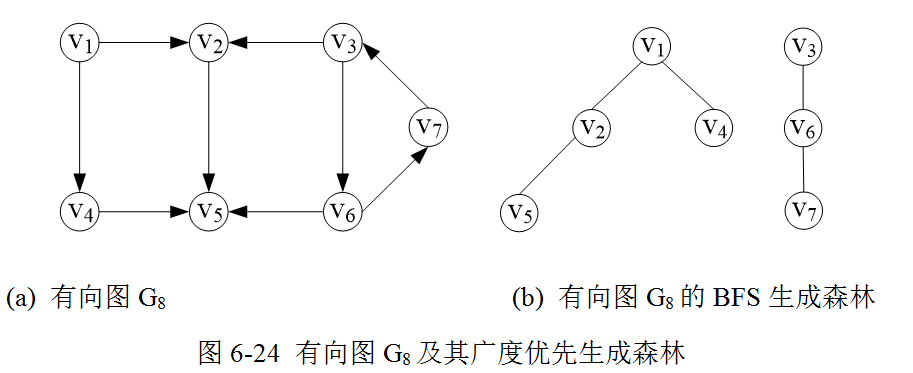 V1 V2 V3 V1 V3
V7 V2 V4 V6
V4 V5 V6 V5 V7
(a) 有向图 G8 (b) 有向图 G8 的 BFS 生成森林
图 6-24 有向图 G8 及其广度优先生成森林